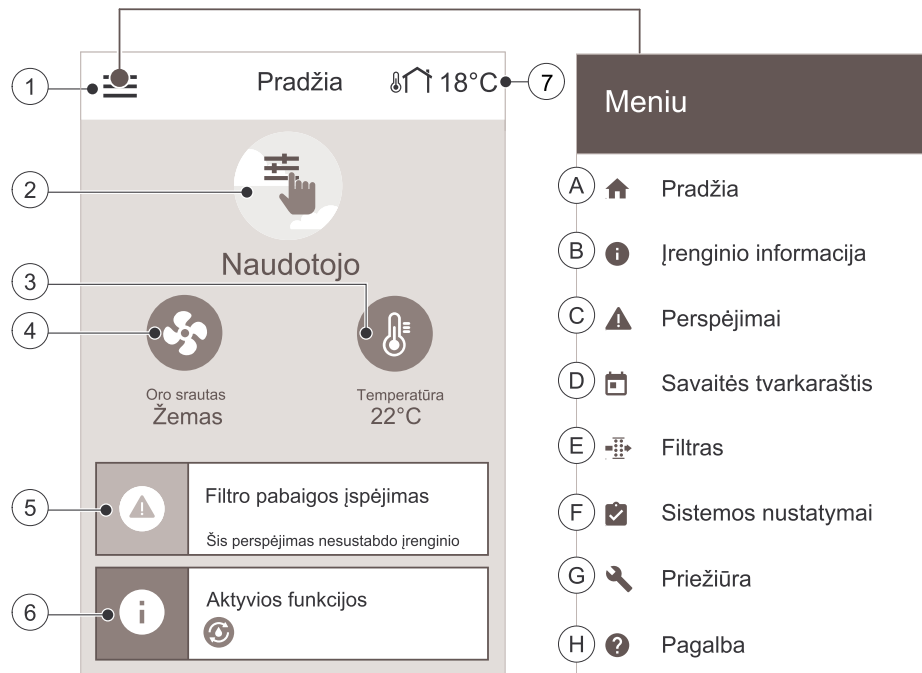 1
Pradžia
18°C
7
2
Naudotojo
3
4
Oro srautas
Žemas
Temperatūra
22°C
5
Filtro pabaigos įspėjimas
Šis perspėjimas nesustabdo įrenginio
6
Aktyvios funkcijos
Meniu
A Pradžia
B Įrenginio informacija
C Perspėjimai
D Savaitės tvarkaraštis
E Filtras
F Sistemos nustatymai
G Priežiūra
H Pagalba